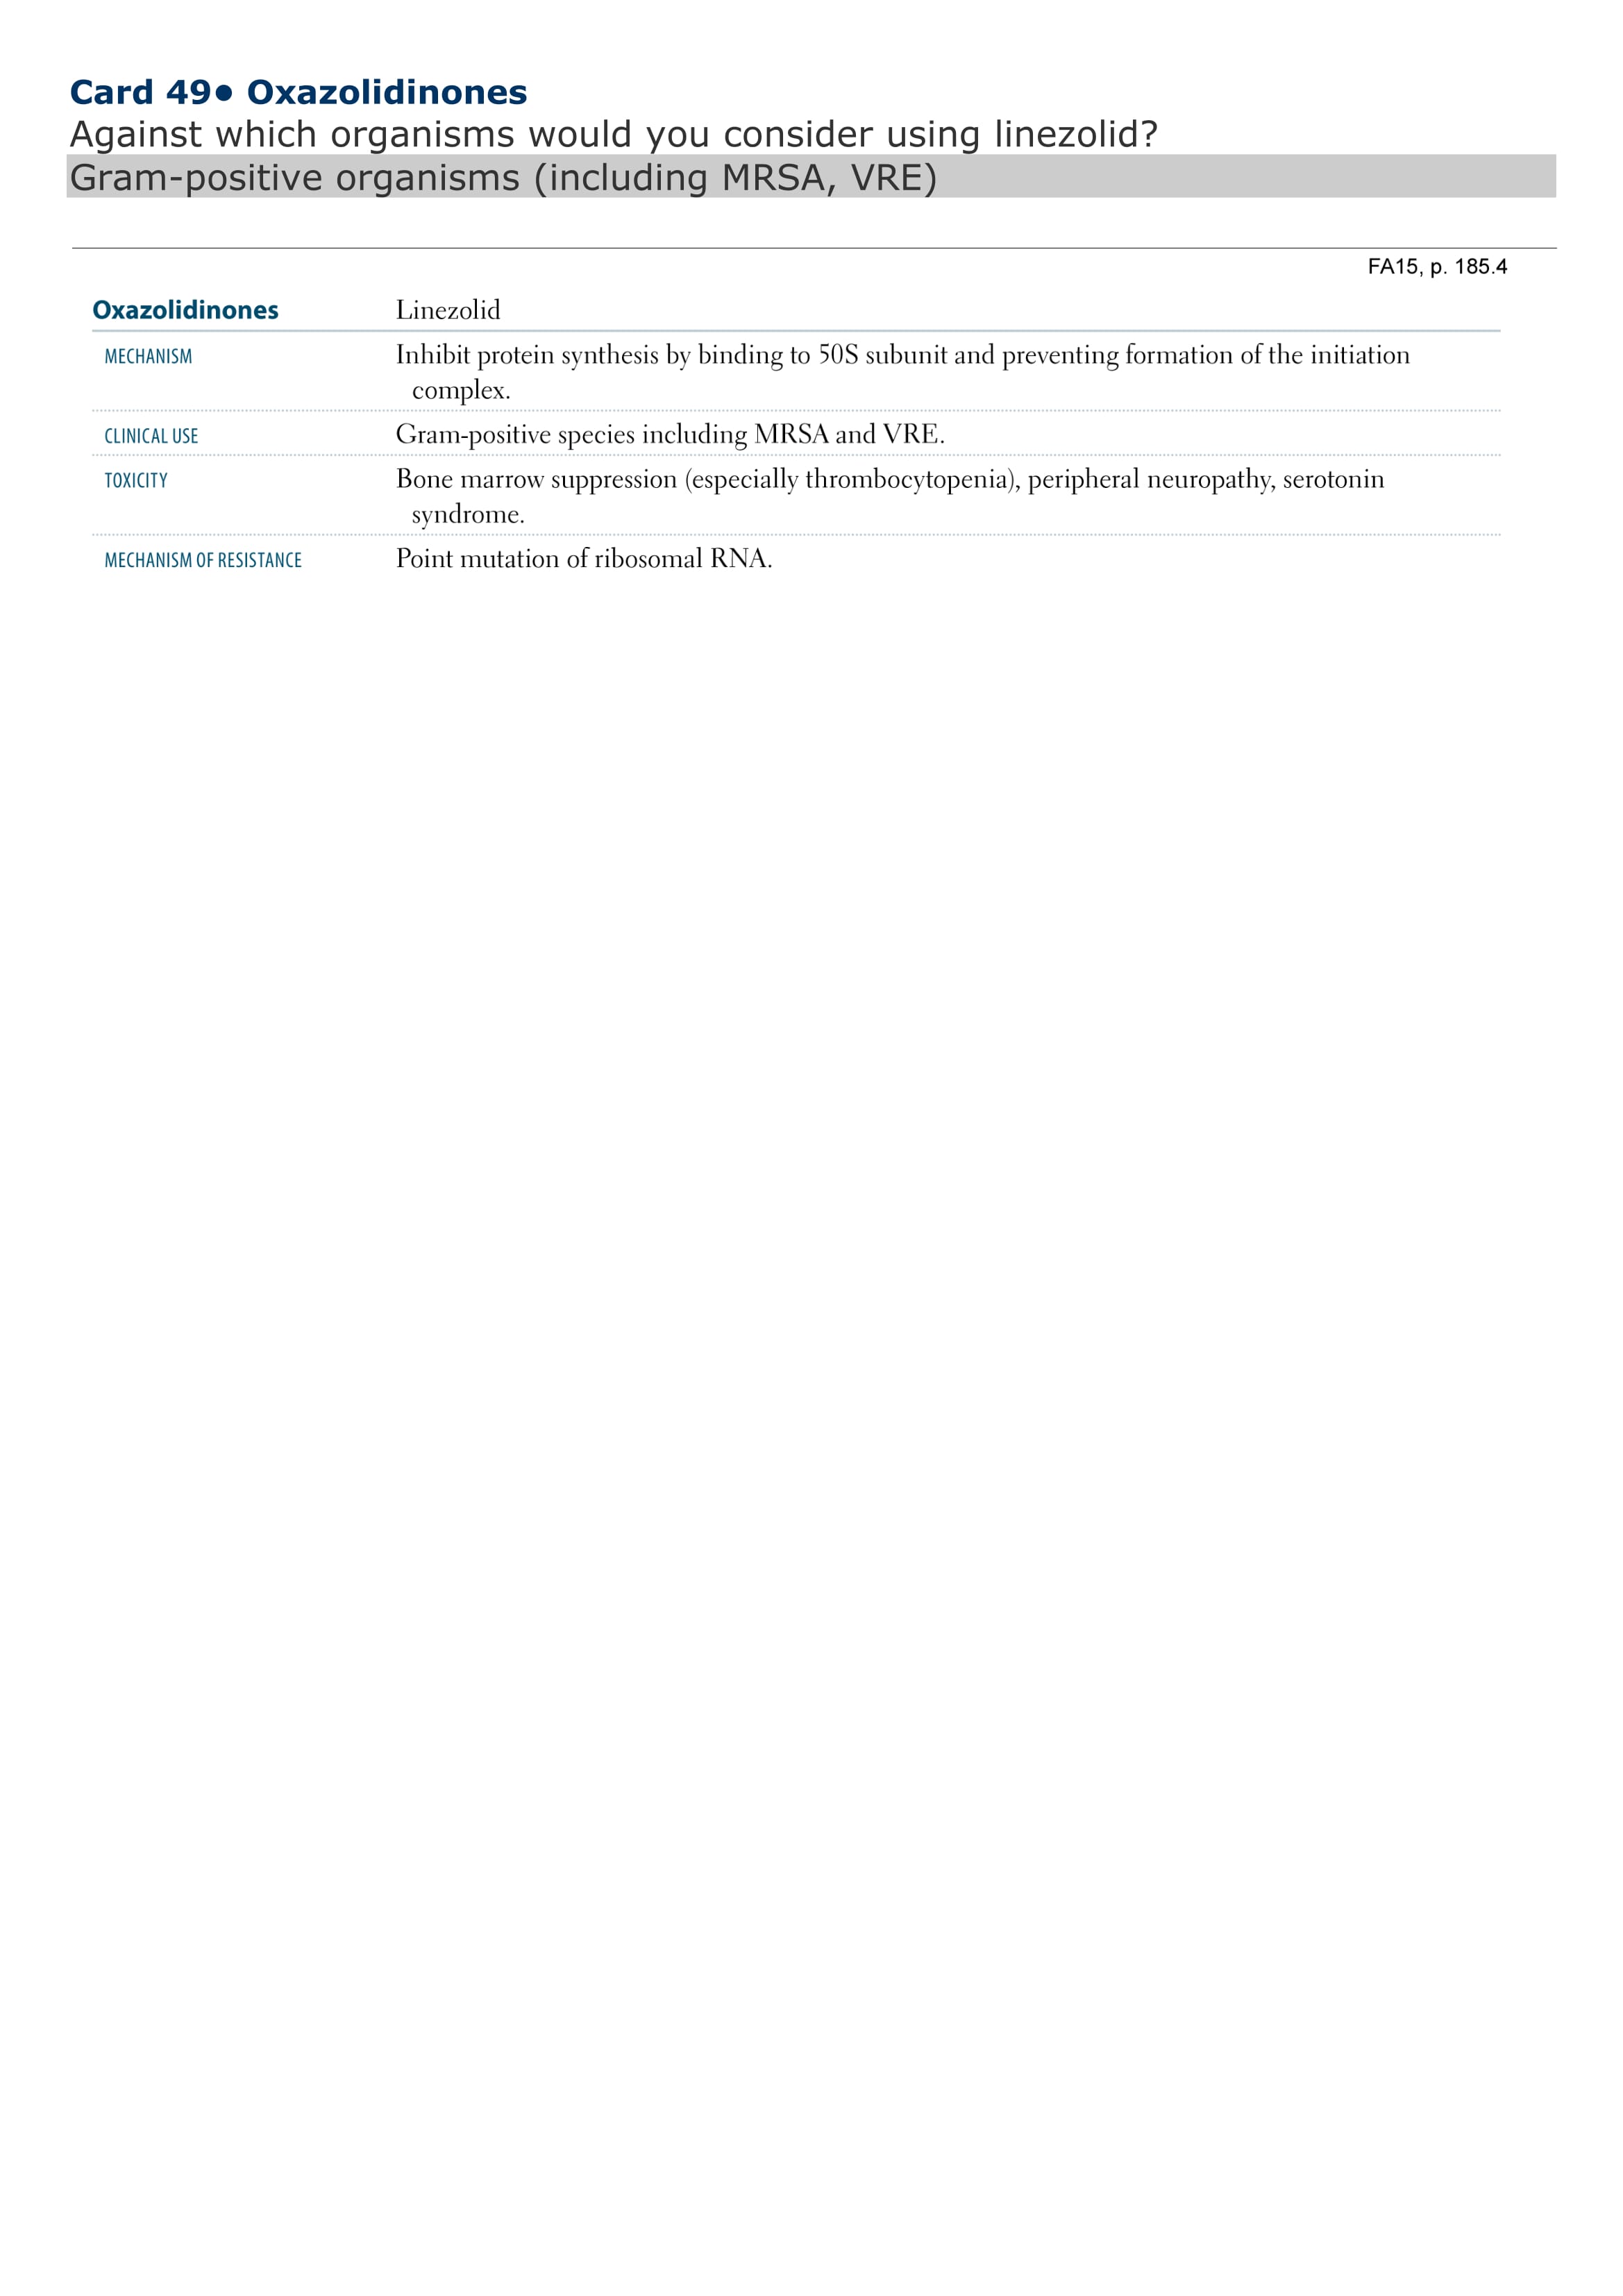 Card 49● Oxazolidinones
Against which organisms would you consider using linezolid?
Gram-positive organisms (including MRSA, VRE)
FA15, p. 185.4
Oxazolidinones Linezolid
MECHANISM Inhibit protein synthesis by binding to 50S subunit and preventing formation of the initiation
complex.
CLINICAL USE Gram-positive species including MRSA and VRE.
TOXICITY Bone marrow suppression (especially thrombocytopenia), peripheral neuropathy, serotonin
syndrome.
MECHANISM OF RESISTANCE Point mutation of ribosomal RNA.